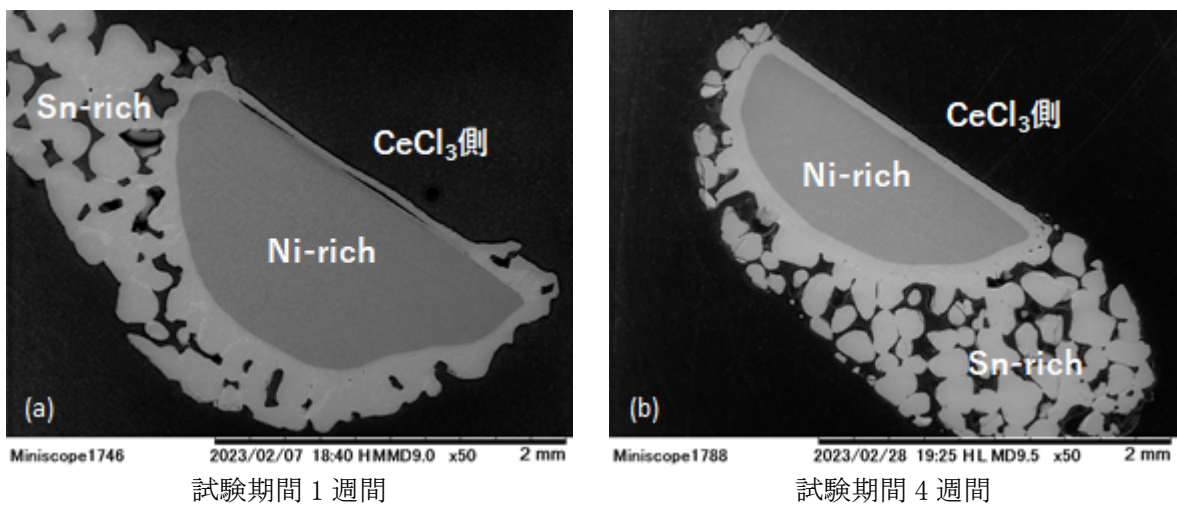 Sn-rich
CeCl₃側
Ni-rich
(a)
Miniscope1746 2023/02/07 18:40 HMMD9.0 x50 2 mm
試験期間 1 週間
CeCl₃側
Ni-rich
Sn-rich
(b)
Miniscope1788 2023/02/28 19:25 HL MD9.5 x50 2 mm
試験期間 4 週間